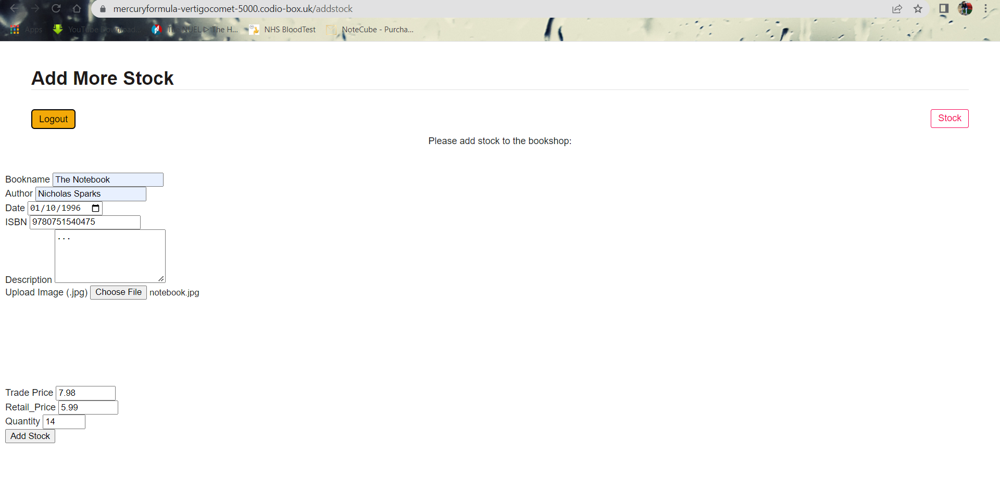 mercuryformula-vertigocomet-5000.codio-box.uk/addstock
Apps YouTube Download... The NUEL ▷ The H... NHS BloodTest NoteCube - Purcha...
Add More Stock
Logout Stock
Please add stock to the bookshop:
Bookname The Notebook
Author Nicholas Sparks
Date 01/10/1996
ISBN 9780751540475
...
Description
Upload Image (.jpg) Choose File notebook.jpg
Trade Price 7.98
Retail_Price 5.99
Quantity 14
Add Stock